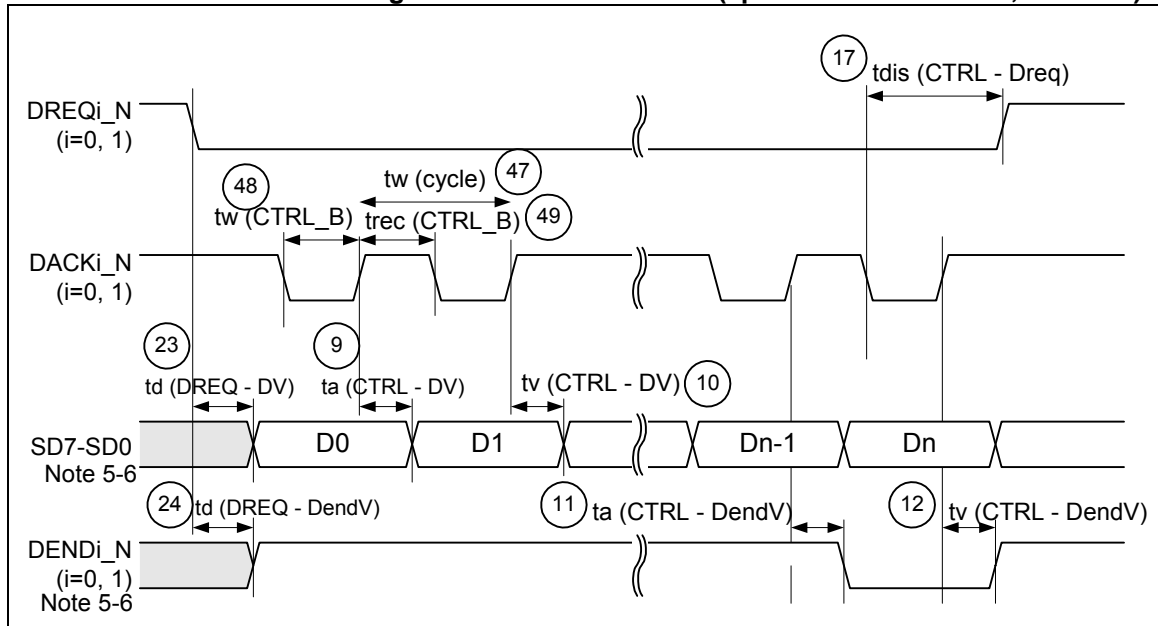 17
tdis (CTRL - Dreq)
DREQi_N
(i=0, 1)
48
tw (cycle)
47
tw (CTRL_B)
trec (CTRL_B)
49
DACKi_N
(i=0, 1)
23
9
td (DREQ - DV)
ta (CTRL - DV)
tv (CTRL - DV)
10
SD7-SD0
Note 5-6
D0
D1
Dn-1
Dn
24
td (DREQ - DendV)
11
ta (CTRL - DendV)
12
tv (CTRL - DendV)
DENDi_N
(i=0, 1)
Note 5-6